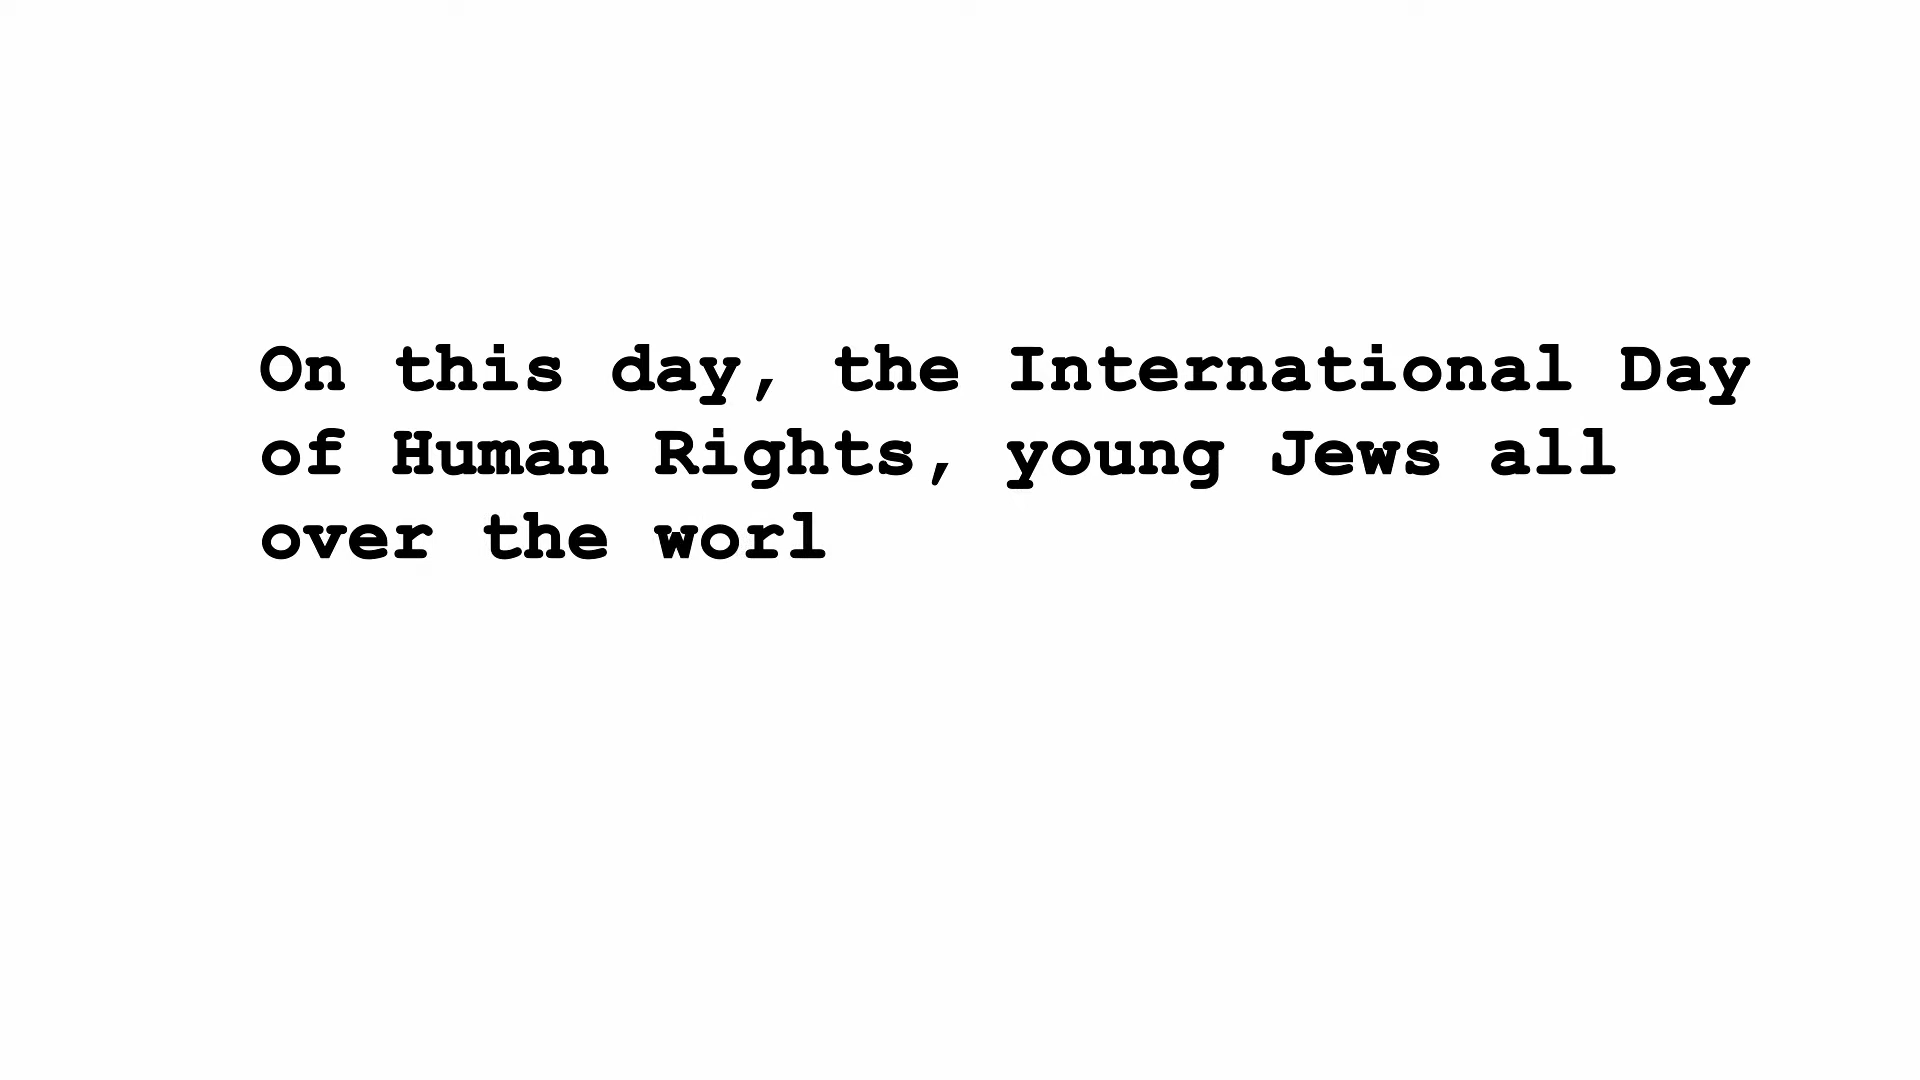 On this day, the International Day
of Human Rights, young Jews all
over the worl